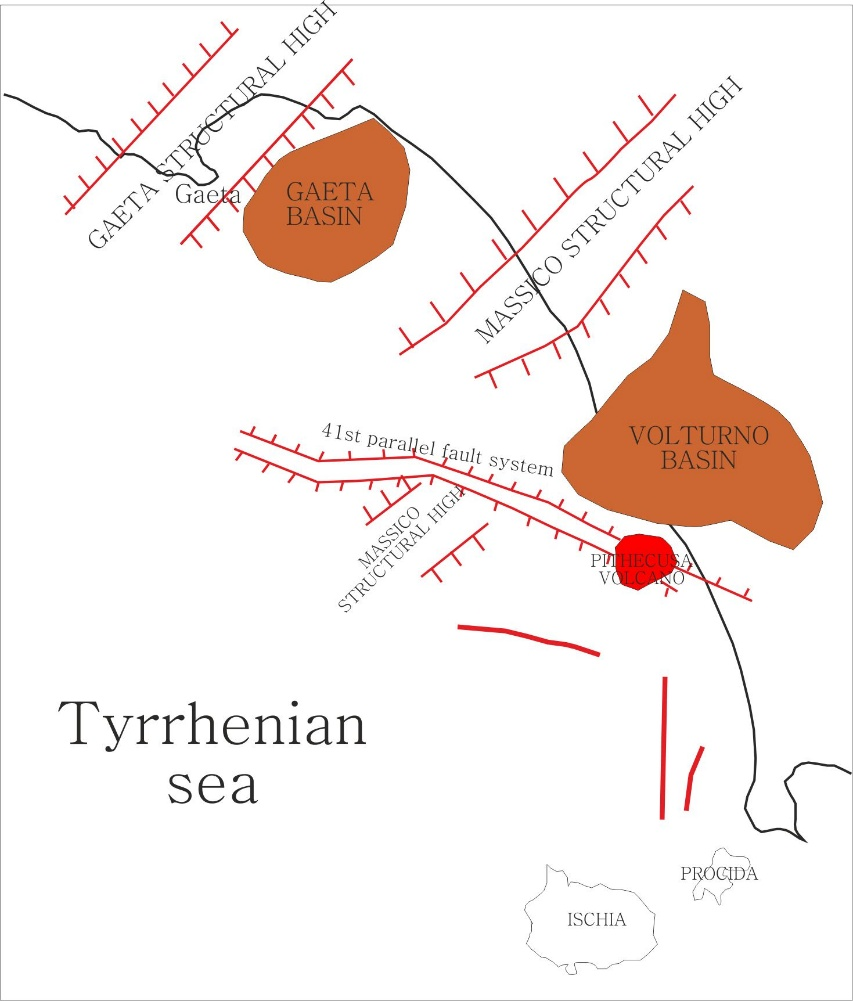 GAETA STRUCTURAL HIGH
Gaeta
GAETA
BASIN
MASSICO STRUCTURAL HIGH
VOLTURNO
BASIN
41st parallel fault system
MASSICO
STRUCTURAL HIGH
PITHECUSA
VOLCANO
Tyrrhenian
sea
PROCIDA
ISCHIA